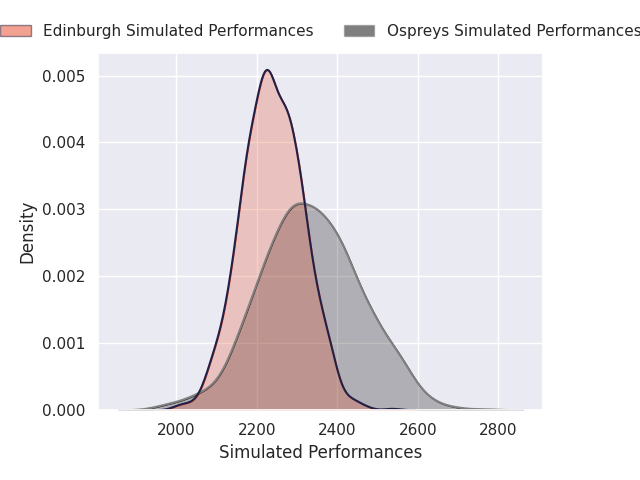 Edinburgh Simulated Performances Ospreys Simulated Performances
0.005
0.004
0.003
0.002
0.001
0.000
Density
2000 2200 2400 2600 2800
Simulated Performances